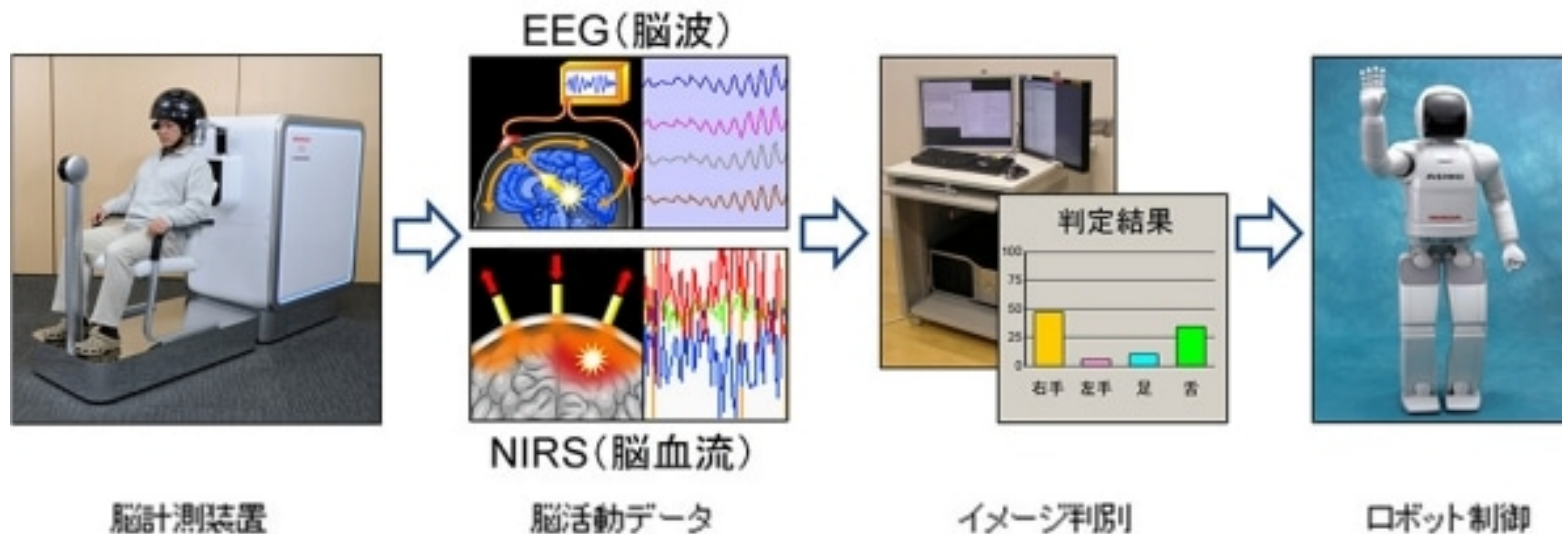 EEG(脳波)
NIRS(脳血流)
判定結果
100
75
50
25
0
右手 左手 足 舌
脳計測装置
脳活動データ
イメージ判別
ロボット制御